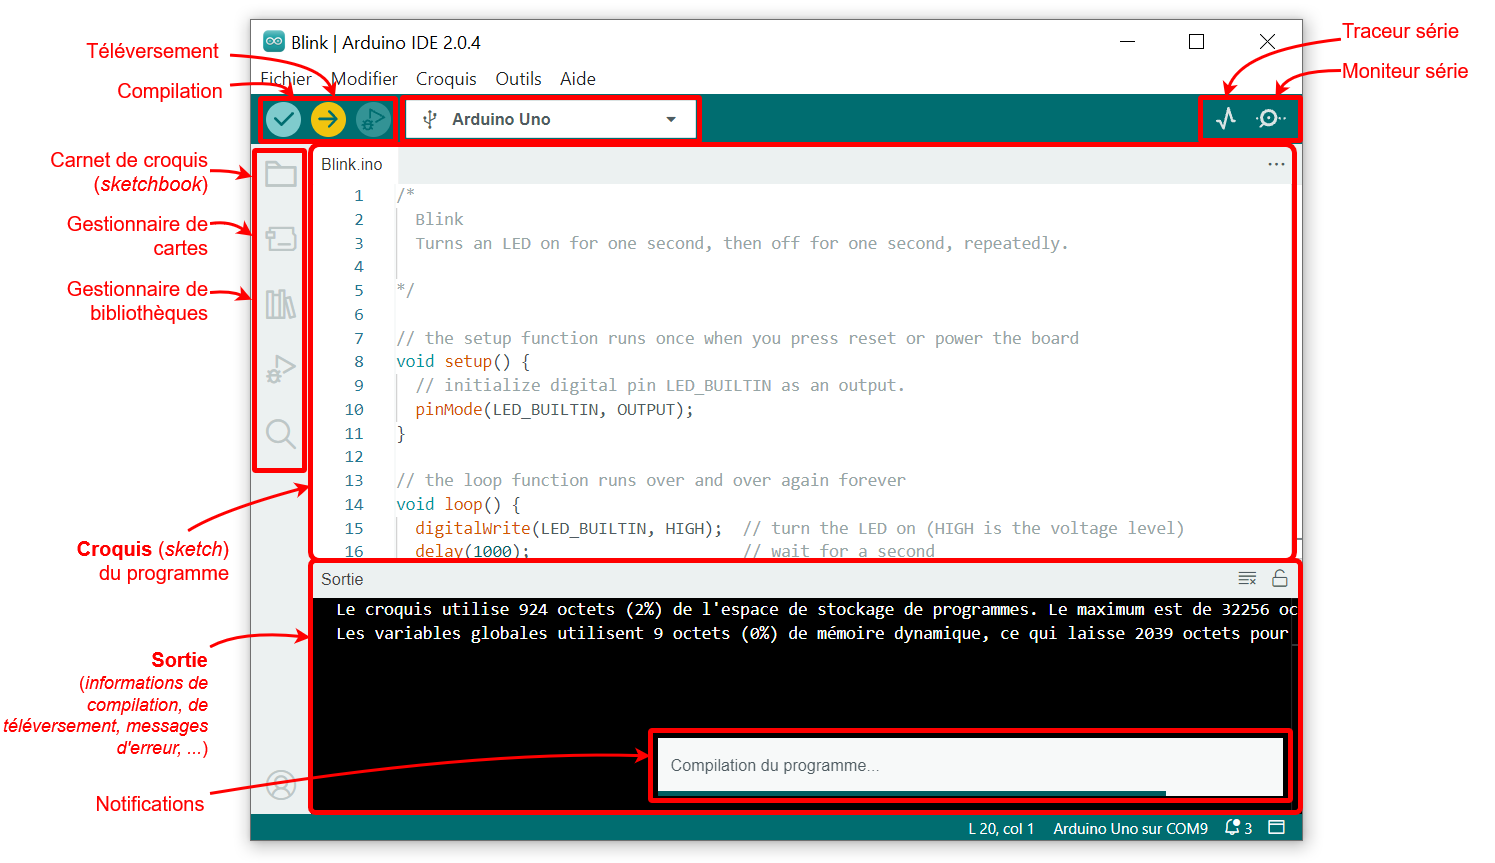 Blink | Arduino IDE 2.0.4
Téléversement
Compilation
Traceur série
Moniteur série
Fichier Modifier Croquis Outils Aide
Arduino Uno
Carnet de croquis
(sketchbook)
Gestionnaire de
cartes
Gestionnaire de
bibliothèques
Croquis (sketch)
du programme
Sortie
(informations de
compilation, de
téléversement, messages
d'erreur, ...)
Notifications
Blink.ino
1 /*
2 Blink
3 Turns an LED on for one second, then off for one second, repeatedly.
4
5 */
6
7 // the setup function runs once when you press reset or power the board
8 void setup() {
9 // initialize digital pin LED_BUILTIN as an output.
10 pinMode(LED_BUILTIN, OUTPUT);
11 }
12
13 // the loop function runs over and over again forever
14 void loop() {
15 digitalWrite(LED_BUILTIN, HIGH); // turn the LED on (HIGH is the voltage level)
16 delay(1000); // wait for a second
Sortie
Le croquis utilise 924 octets (2%) de l'espace de stockage de programmes. Le maximum est de 32256 oc
Les variables globales utilisent 9 octets (0%) de mémoire dynamique, ce qui laisse 2039 octets pour
Compilation du programme...
L 20, col 1 Arduino Uno sur COM9 3